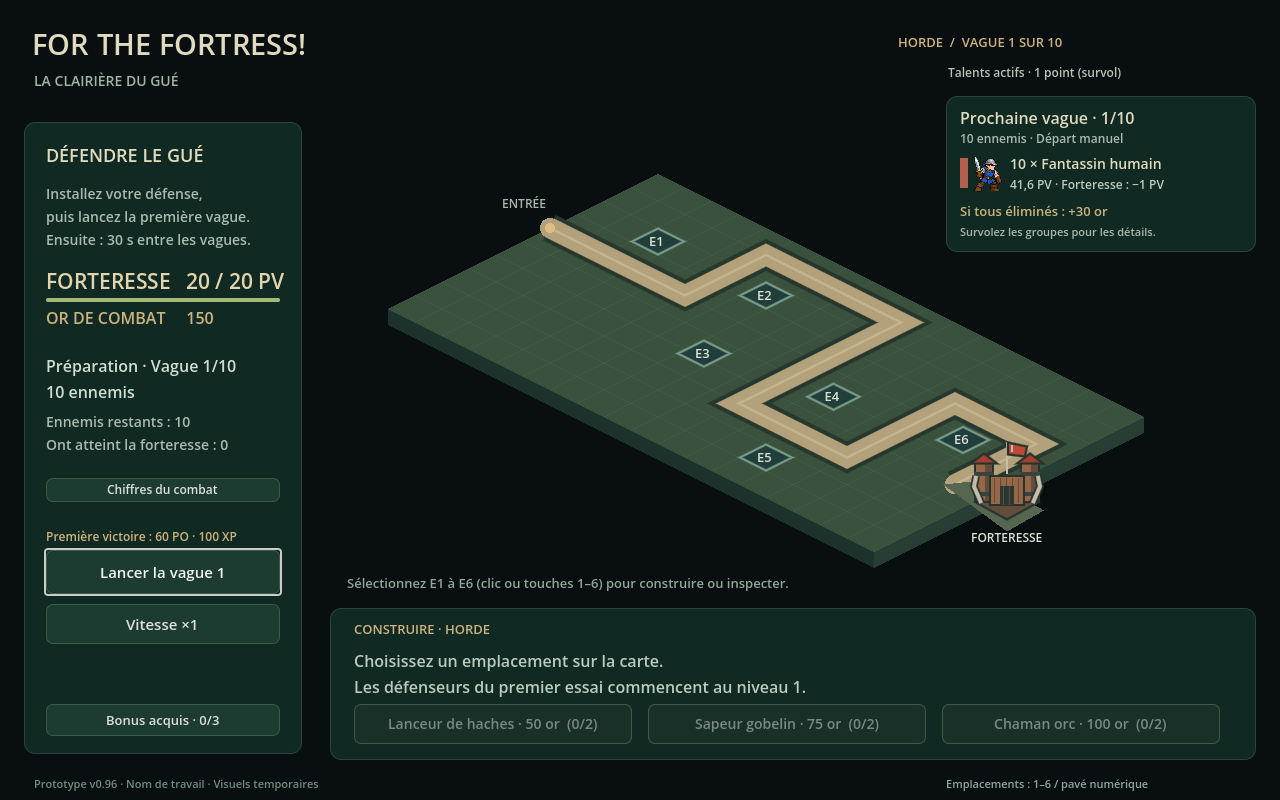 FOR THE FORTRESS!
LA CLAIRIÈRE DU GUÉ
HORDE / VAGUE 1 SUR 10
Talents actifs · 1 point (survol)
Prochaine vague · 1/10
10 ennemis · Départ manuel
10 × Fantassin humain
41,6 PV · Forteresse : −1 PV
Si tous éliminés : +30 or
Survolez les groupes pour les détails.
DÉFENDRE LE GUÉ
Installez votre défense,
puis lancez la première vague.
Ensuite : 30 s entre les vagues.
FORTERESSE 20 / 20 PV
OR DE COMBAT 150
Préparation · Vague 1/10
10 ennemis
Ennemis restants : 10
Ont atteint la forteresse : 0
Chiffres du combat
Première victoire : 60 PO · 100 XP
Lancer la vague 1
Vitesse ×1
Bonus acquis · 0/3
ENTRÉE
E1
E2
E3
E4
E5
E6
FORTERESSE
Sélectionnez E1 à E6 (clic ou touches 1–6) pour construire ou inspecter.
CONSTRUIRE · HORDE
Choisissez un emplacement sur la carte.
Les défenseurs du premier essai commencent au niveau 1.
Lanceur de haches · 50 or (0/2)
Sapeur gobelin · 75 or (0/2)
Chaman orc · 100 or (0/2)
Prototype v0.96 · Nom de travail · Visuels temporaires
Emplacements : 1–6 / pavé numérique